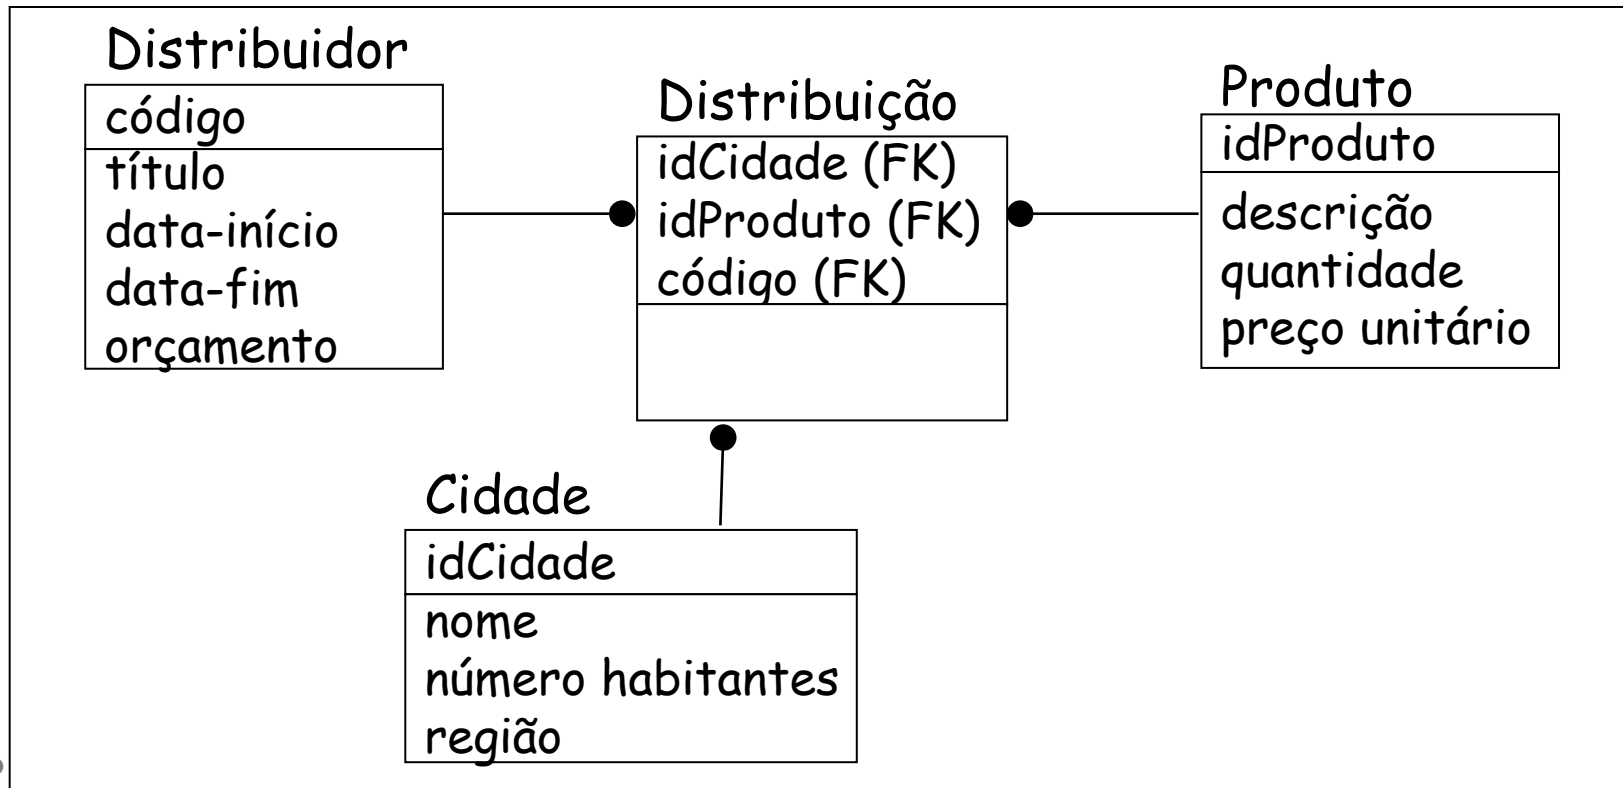 Distribuidor
código
título
data-início
data-fim
orçamento
Distribuição
idCidade (FK)
idProduto (FK)
código (FK)
Produto
idProduto
descrição
quantidade
preço unitário
Cidade
idCidade
nome
número habitantes
região